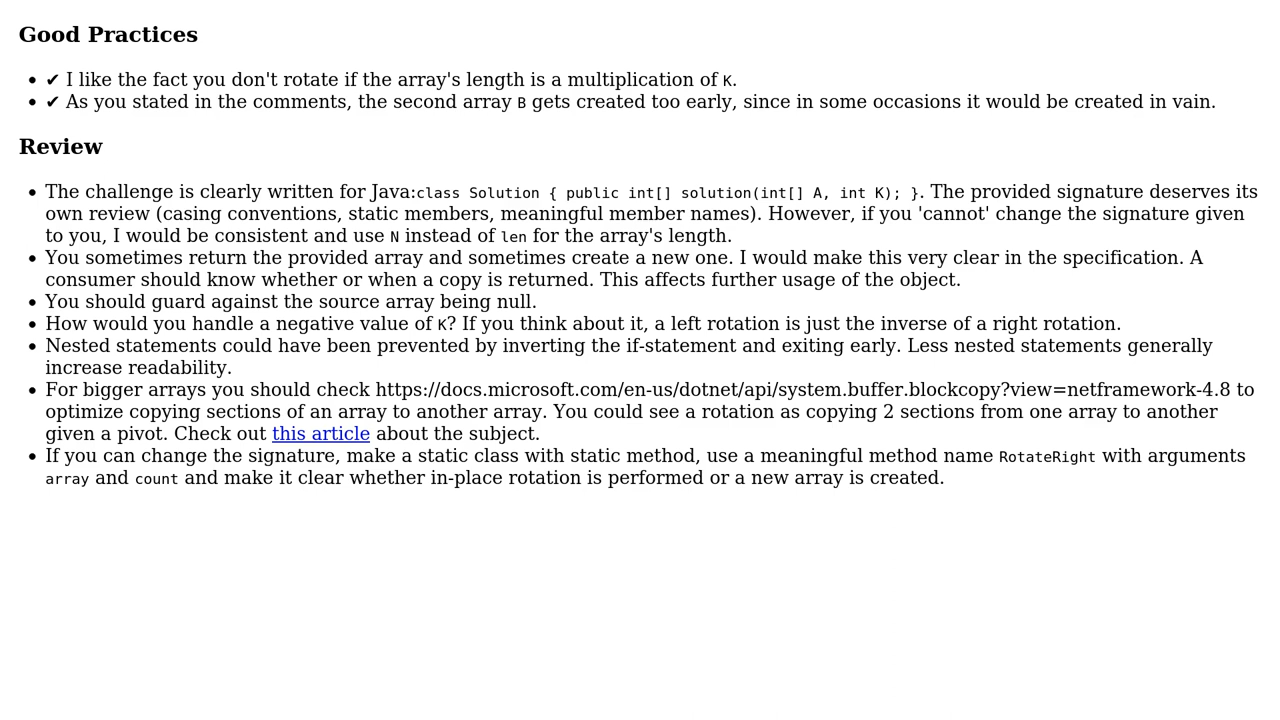 Good Practices
• ✔ I like the fact you don't rotate if the array's length is a multiplication of K.
• ✔ As you stated in the comments, the second array B gets created too early, since in some occasions it would be created in vain.
Review
• The challenge is clearly written for Java:class Solution { public int[] solution(int[] A, int K); }. The provided signature deserves its
own review (casing conventions, static members, meaningful member names). However, if you 'cannot' change the signature given
to you, I would be consistent and use N instead of len for the array's length.
• You sometimes return the provided array and sometimes create a new one. I would make this very clear in the specification. A
consumer should know whether or when a copy is returned. This affects further usage of the object.
• You should guard against the source array being null.
• How would you handle a negative value of K? If you think about it, a left rotation is just the inverse of a right rotation.
• Nested statements could have been prevented by inverting the if-statement and exiting early. Less nested statements generally
increase readability.
• For bigger arrays you should check https://docs.microsoft.com/en-us/dotnet/api/system.buffer.blockcopy?view=netframework-4.8 to
optimize copying sections of an array to another array. You could see a rotation as copying 2 sections from one array to another
given a pivot. Check out this article about the subject.
• If you can change the signature, make a static class with static method, use a meaningful method name RotateRight with arguments
array and count and make it clear whether in-place rotation is performed or a new array is created.